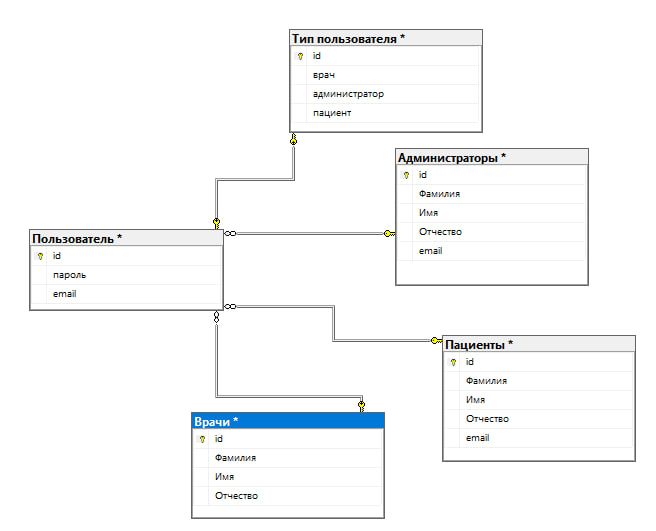 Тип пользователя *
id
врач
администратор
пациент
Администраторы *
id
Фамилия
Имя
Отчество
email
Пользователь *
id
пароль
email
Пациенты *
id
Фамилия
Имя
Отчество
email
Врачи *
id
Фамилия
Имя
Отчество